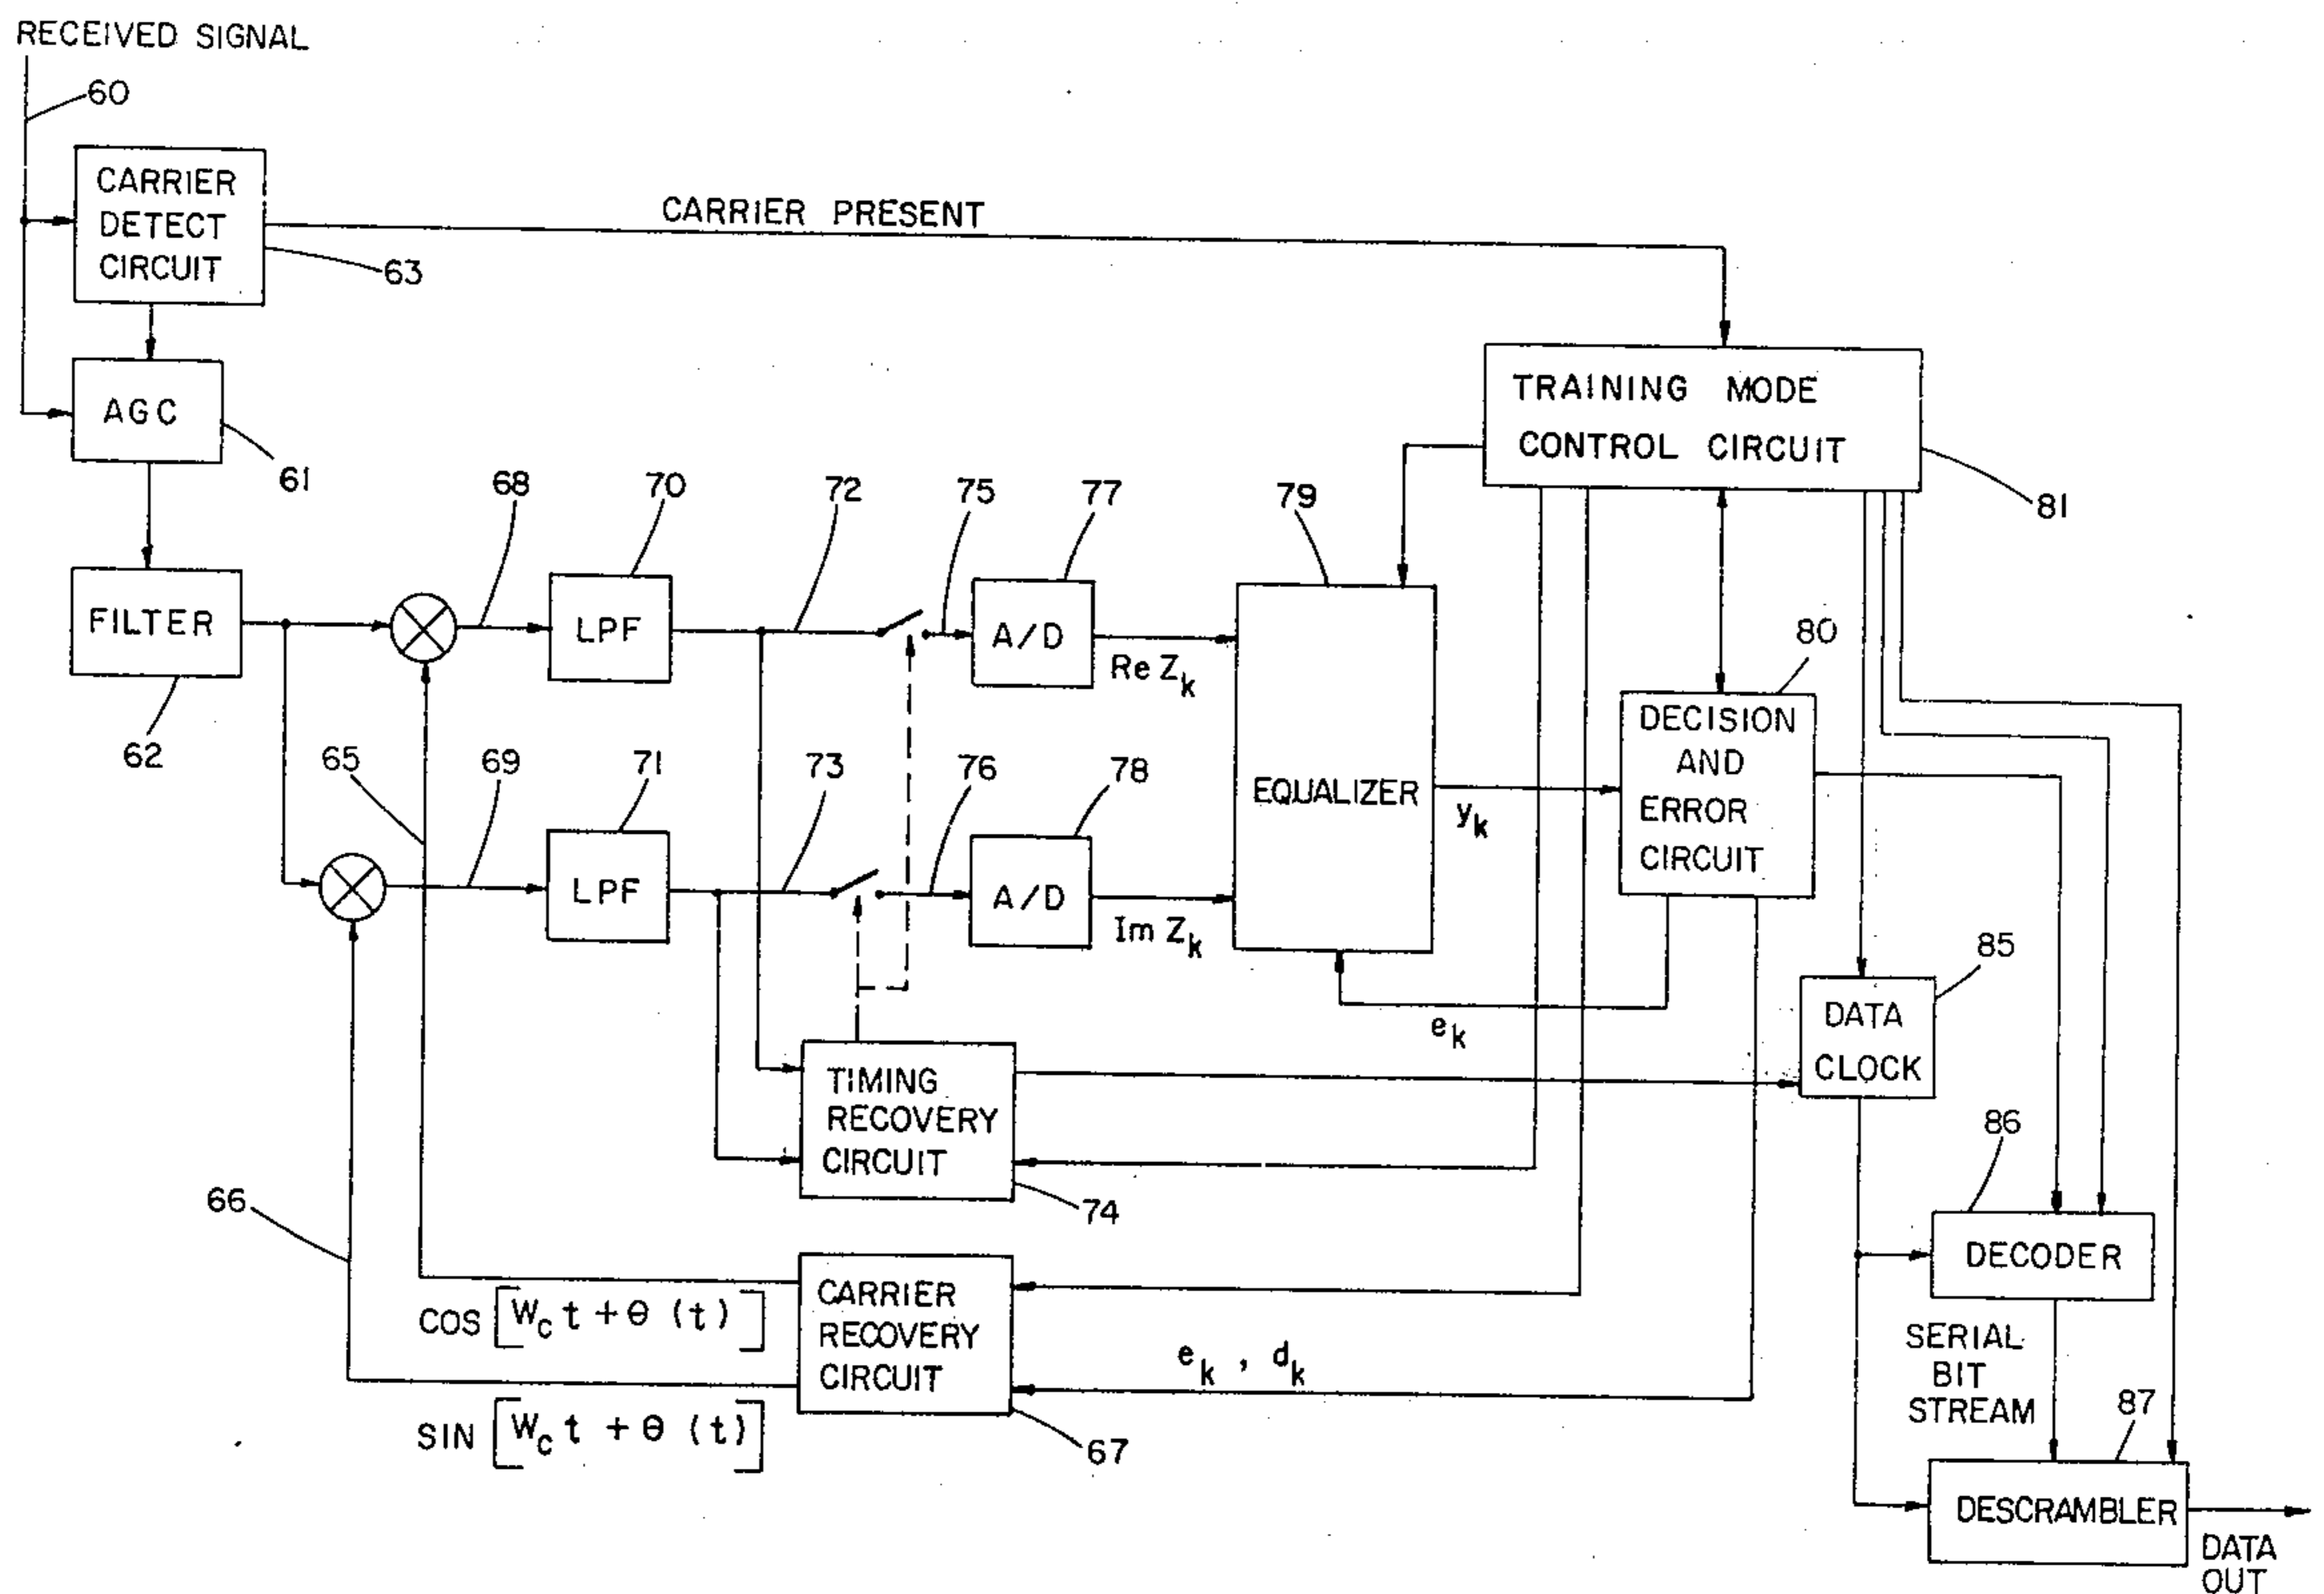 RECEIVED SIGNAL
60
CARRIER
DETECT
CIRCUIT
63
CARRIER PRESENT
AGC
61
TRAINING MODE
CONTROL CIRCUIT
81
FILTER
62
68
70
LPF
72
75
77
A/D
Re Zk
79
EQUALIZER
80
DECISION
AND
ERROR
CIRCUIT
65
69
71
LPF
73
76
78
A/D
Im Zk
yk
ek
85
DATA
CLOCK
TIMING
RECOVERY
CIRCUIT
74
66
86
DECODER
COS [Wc t + θ (t)]
SIN [Wc t + θ (t)]
CARRIER
RECOVERY
CIRCUIT
67
ek , dk
SERIAL
BIT
STREAM
87
DESCRAMBLER
DATA
OUT